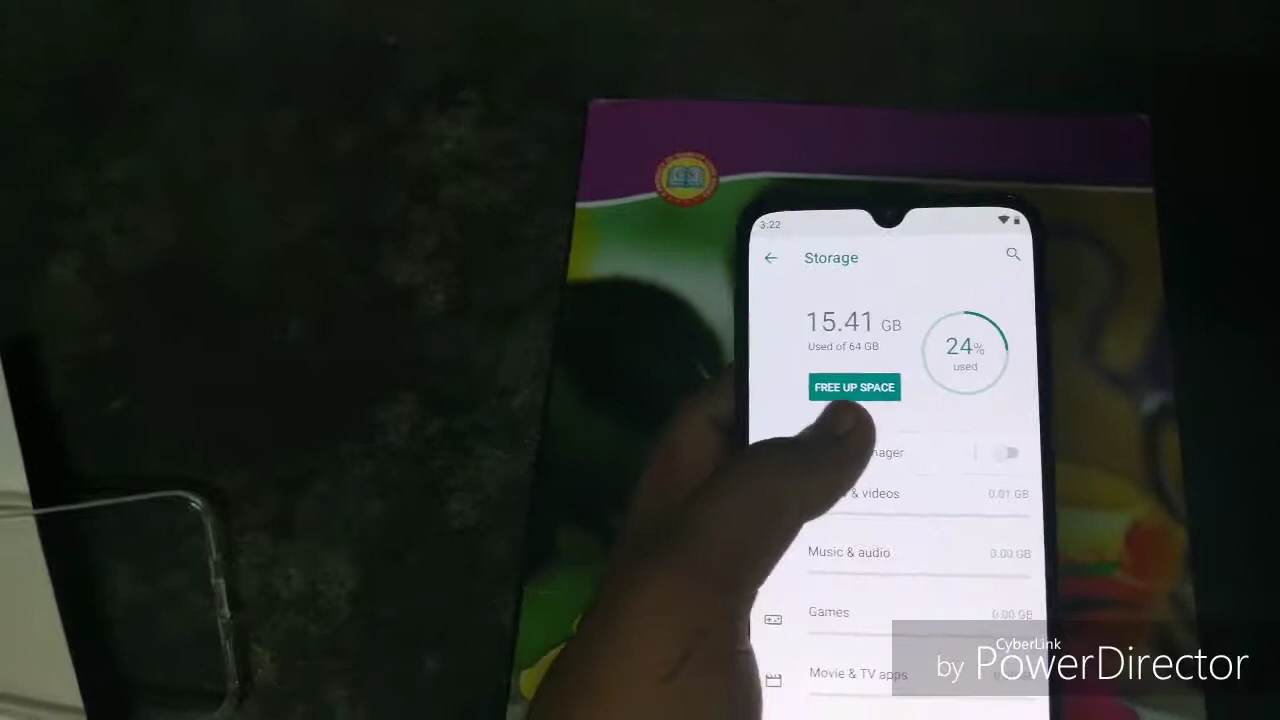 3:22
Storage
15.41 GB
Used of 64 GB
24%
used
FREE UP SPACE
& videos
0.01 GB
Music & audio
0.00 GB
Games
0.00 GB
Movie & TV apps
CyberLink
by PowerDirector